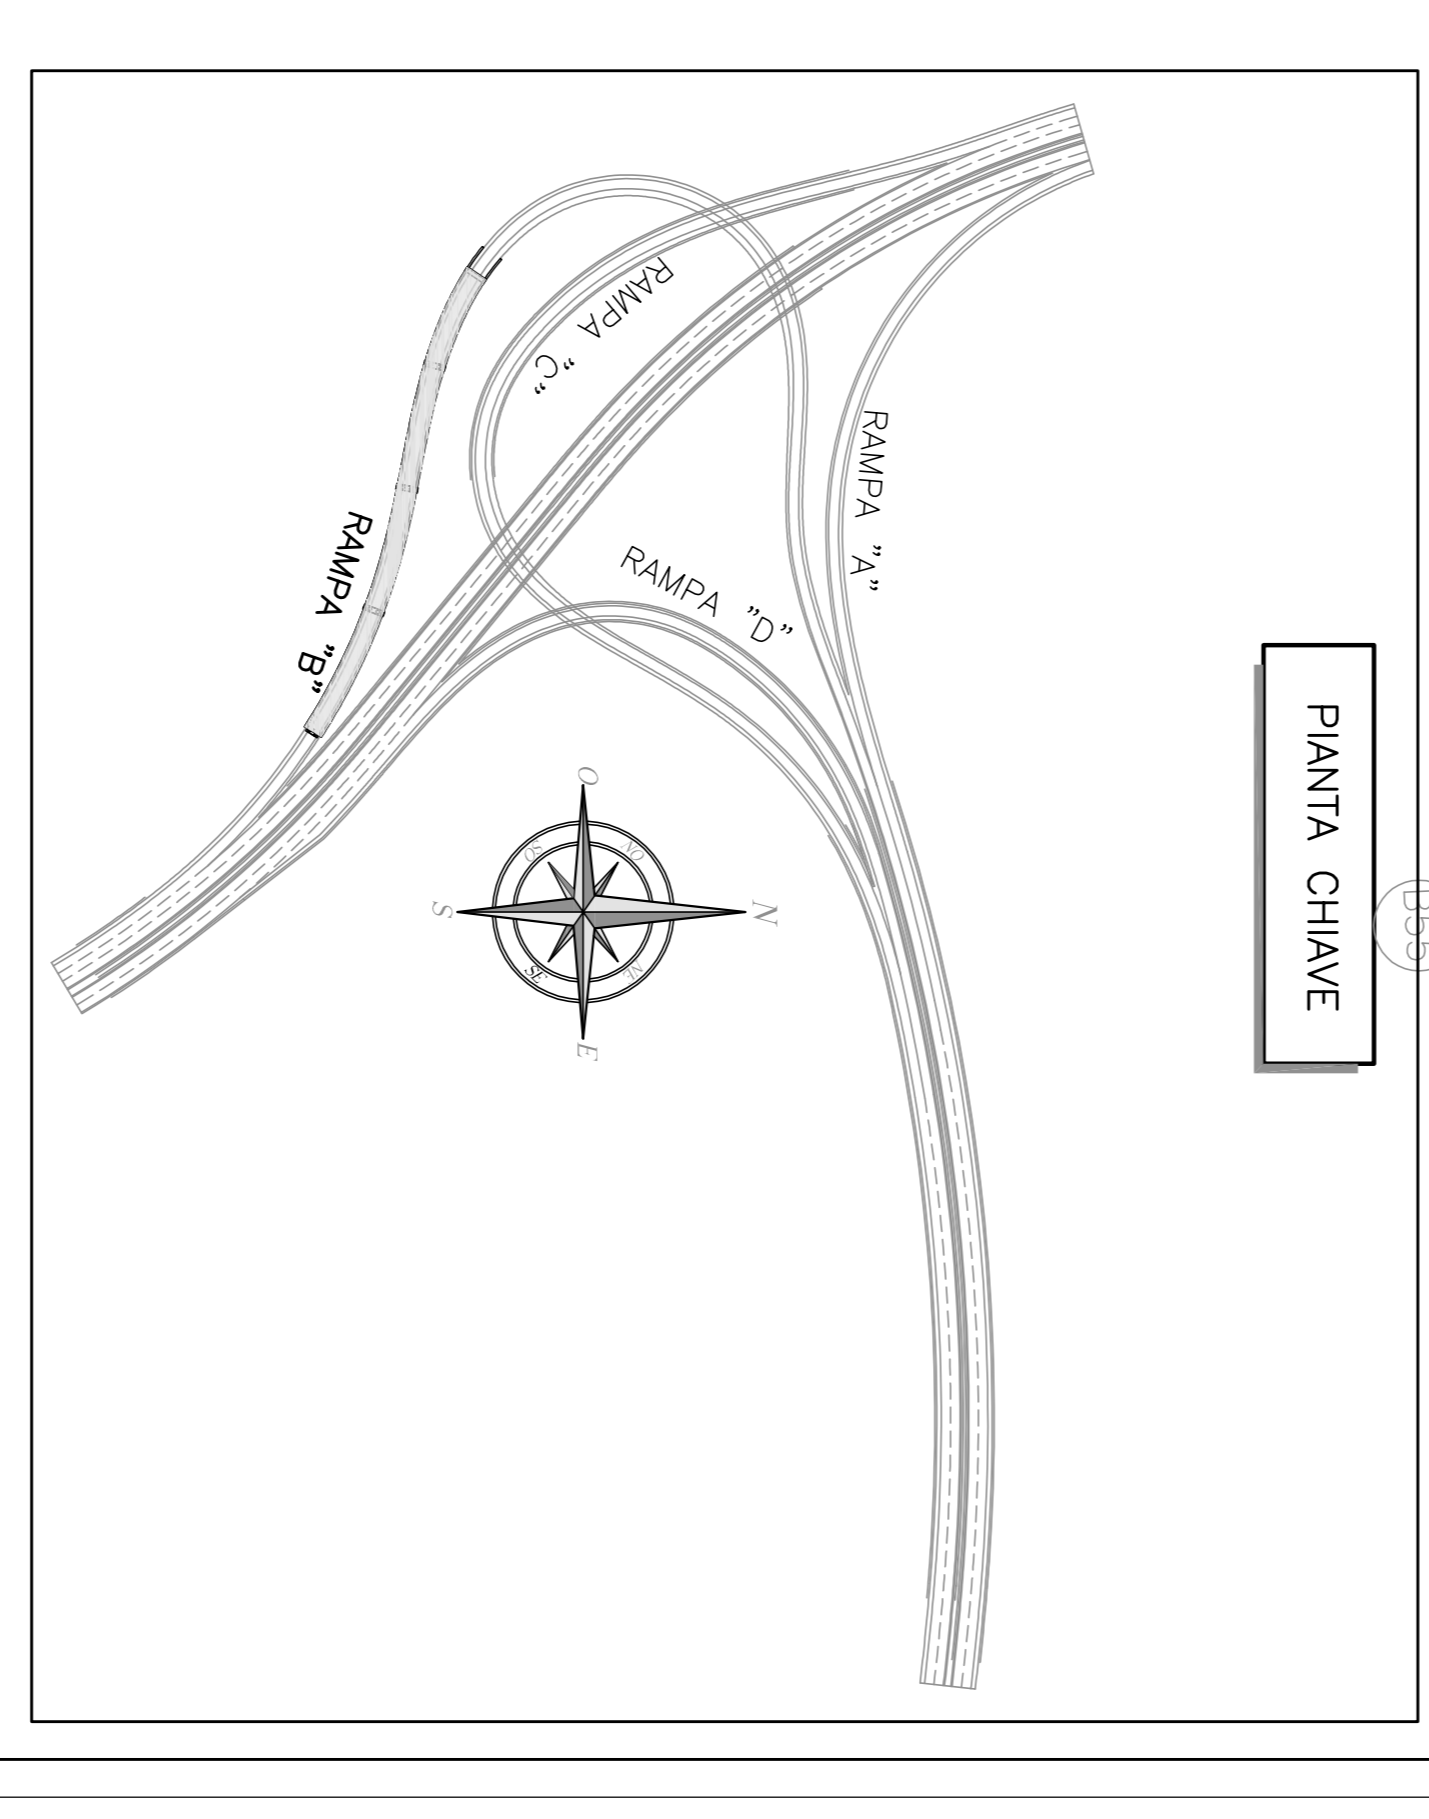 PIANTA CHIAVE
RAMPA "A"
RAMPA "C"
RAMPA "D"
RAMPA "B"
O
SO
NO
S
N
SE
NE
E